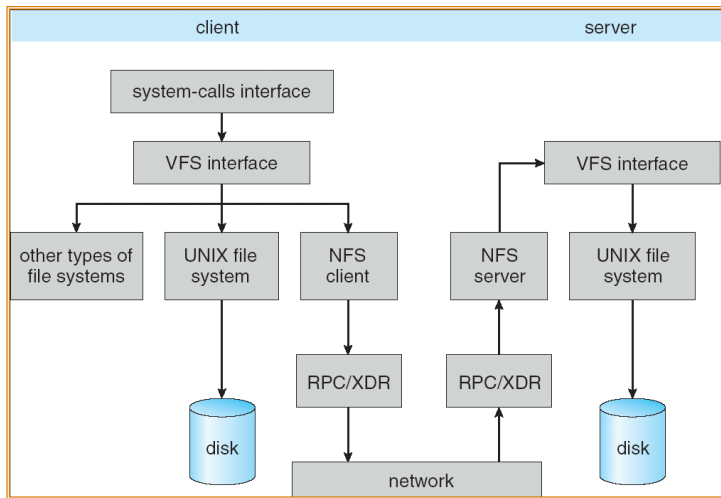 client
server
system-calls interface
VFS interface
VFS interface
other types of
file systems
UNIX file
system
NFS
client
NFS
server
UNIX file
system
RPC/XDR
RPC/XDR
disk
disk
network